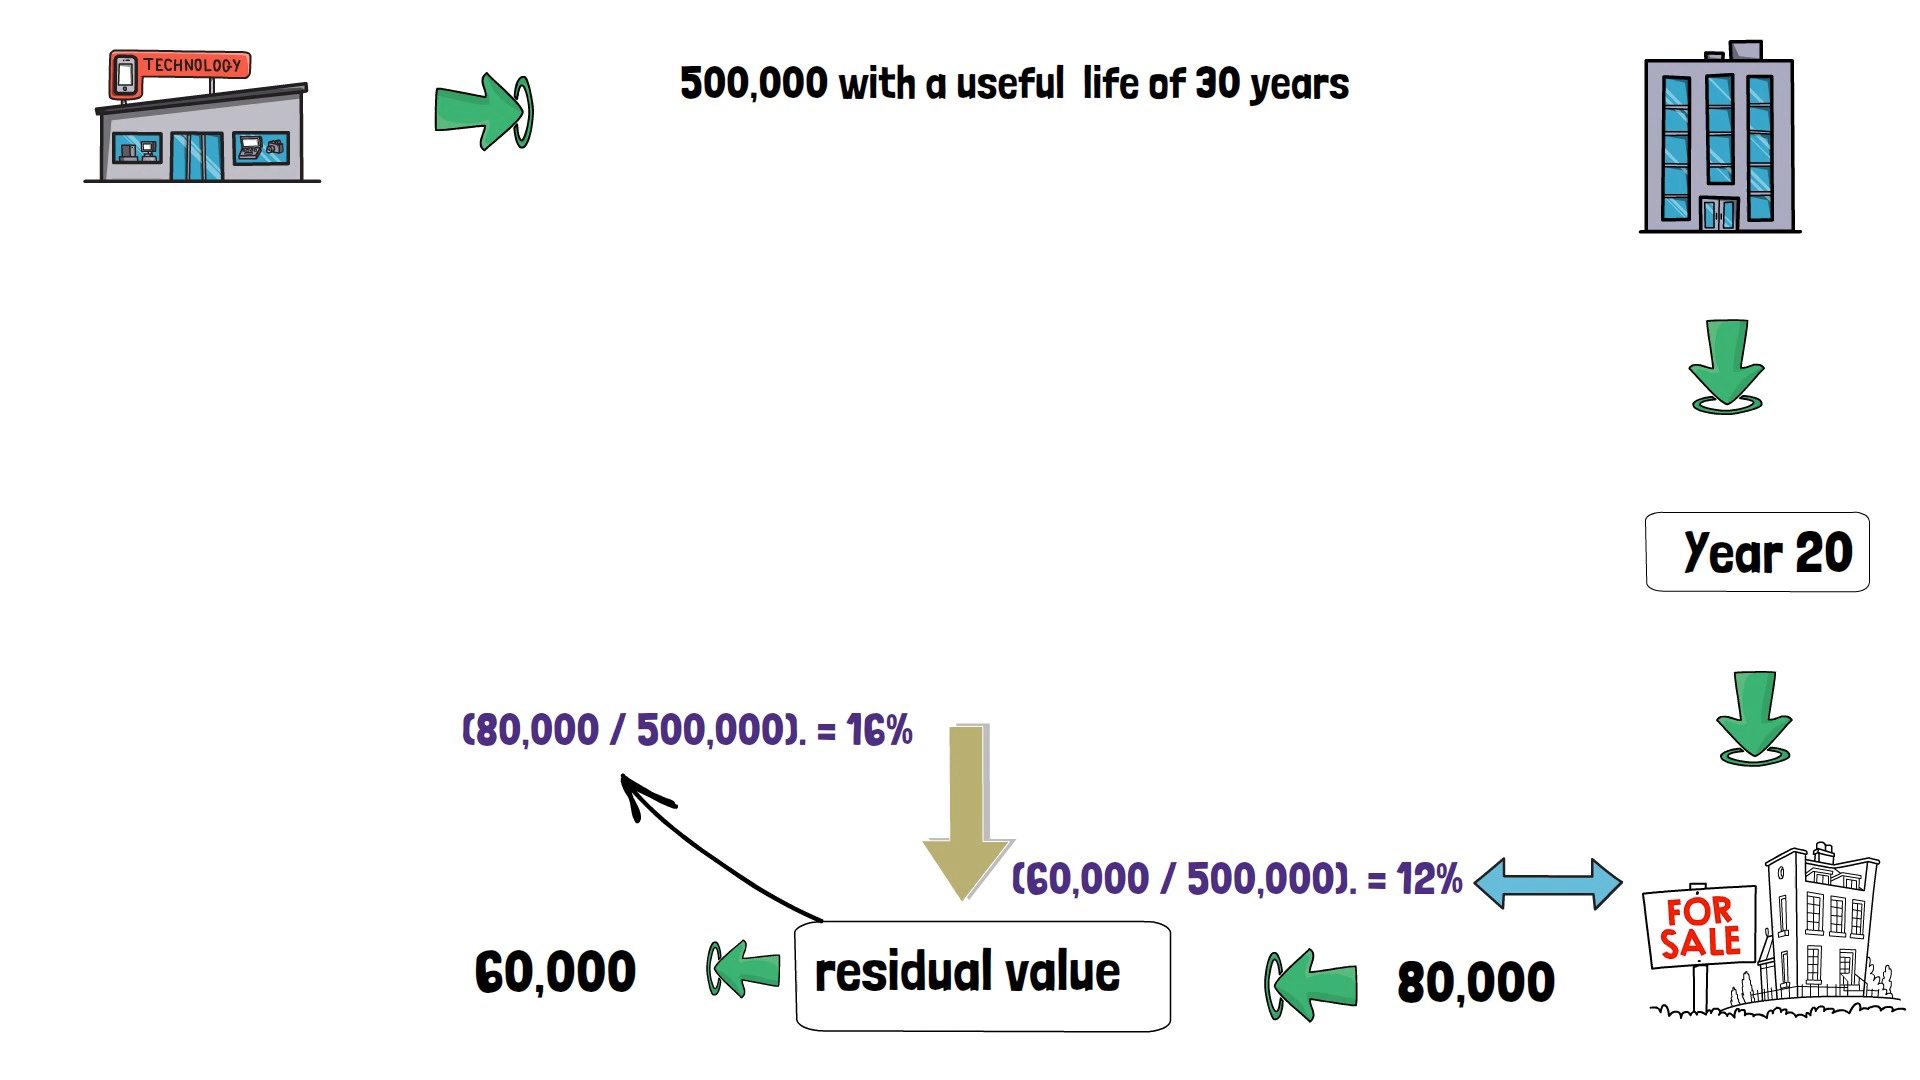 TECHNOLOGY
500,000 with a useful life of 30 years
Year 20
(80,000 / 500,000). = 16%
(60,000 / 500,000). = 12%
FOR
SALE
60,000
residual value
80,000